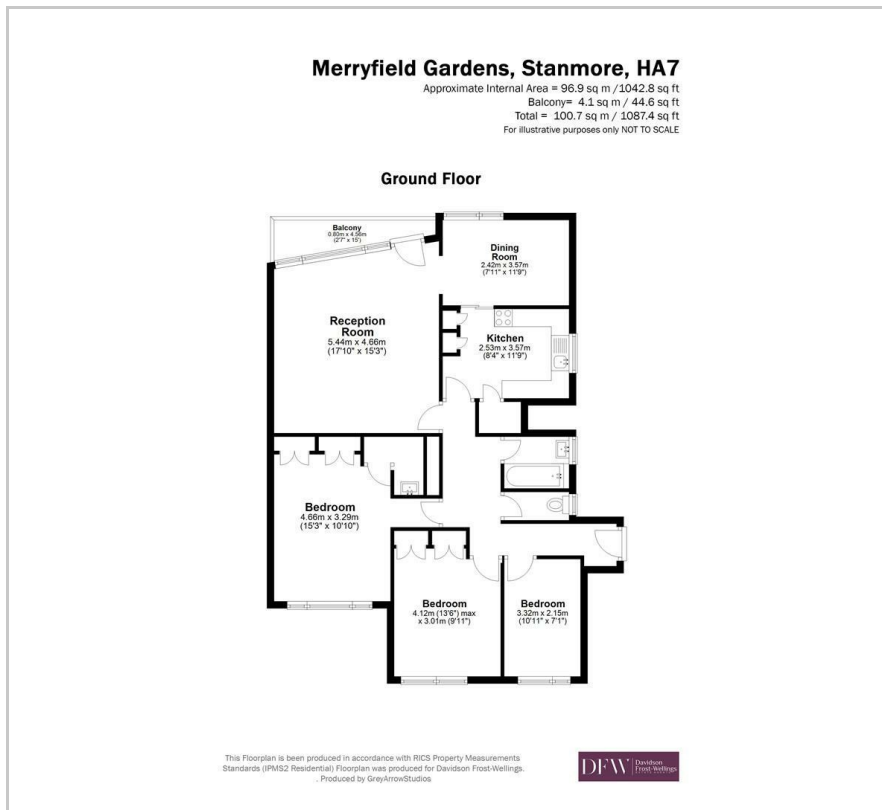 Merryfield Gardens, Stanmore, HA7
Approximate Internal Area = 96.9 sq m /1042.8 sq ft
Balcony= 4.1 sq m / 44.6 sq ft
Total = 100.7 sq m / 1087.4 sq ft
For illustrative purposes only NOT TO SCALE
Ground Floor
Balcony
0.80m x 4.56m
(2'7" x 15')
Dining
Room
2.42m x 3.57m
(7'11" x 11'9")
Reception
Room
5.44m x 4.66m
(17'10" x 15'3")
Kitchen
2.53m x 3.57m
(8'4" x 11'9")
Bedroom
4.66m x 3.29m
(15'3" x 10'10")
Bedroom
4.12m (13'6") max
x 3.01m (9'11")
Bedroom
3.32m x 2.15m
(10'11" x 7'1")
This Floorplan is been produced in accordance with RICS Property Measurements
Standards (IPMS2 Residential) Floorplan was produced for Davidson Frost-Wellings.
. Produced by GreyArrowStudios
DFW
Davidson
Frost-Wellings